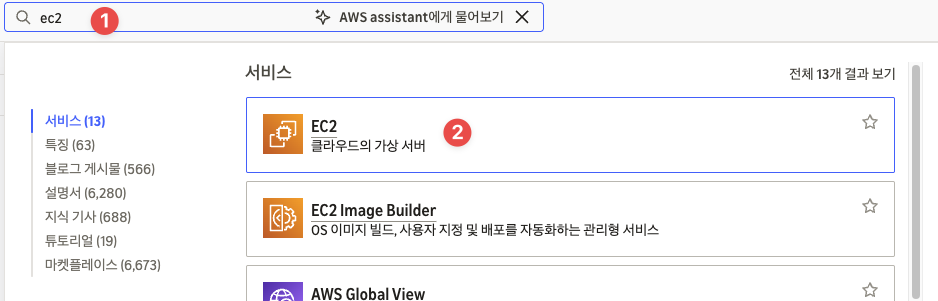 ec2
1
AWS assistant에게 물어보기
서비스
전체 13개 결과 보기
서비스 (13)
특징 (63)
블로그 게시물 (566)
설명서 (6,280)
지식 기사 (688)
튜토리얼 (19)
마켓플레이스 (6,673)
EC2
클라우드의 가상 서버
2
EC2 Image Builder
OS 이미지 빌드, 사용자 지정 및 배포를 자동화하는 관리형 서비스
AWS Global View